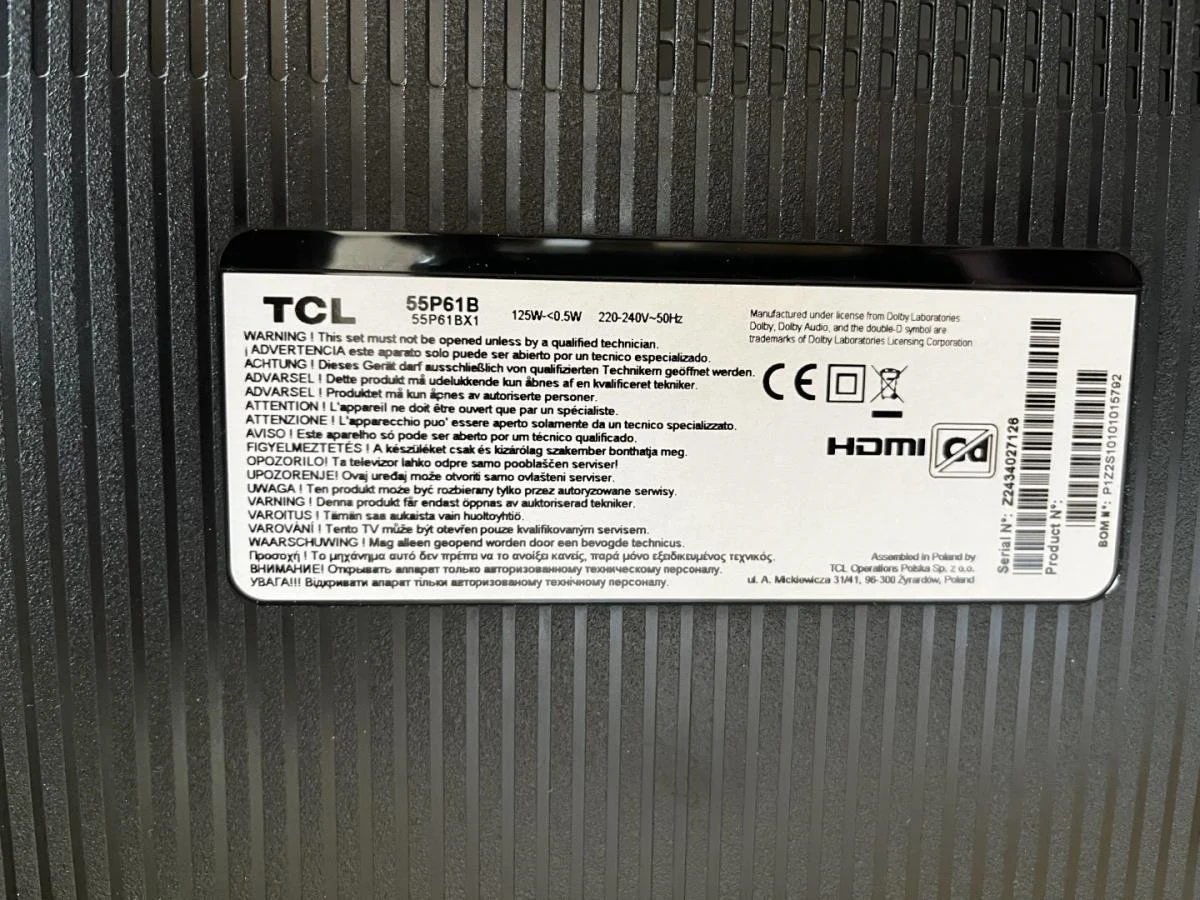 TCL
55P61B
55P61BX1
125W-<0.5W
220-240V~50Hz
WARNING ! This set must not be opened unless by a qualified technician.
¡ ADVERTENCIA este aparato solo puede ser abierto por un tecnico especializado.
ACHTUNG ! Dieses Gerät darf ausschließlich von qualifizierten Technikern geöffnet werden.
ADVARSEL ! Dette produkt må udelukkende kun åbnes af en kvalificeret tekniker.
ADVARSEL ! Produktet må kun åpnes av autoriserte personer.
ATTENTION ! L'appareil ne doit être ouvert que par un spécialiste.
ATTENZIONE ! L'apparecchio puo' essere aperto solamente da un tecnico specializzato.
AVISO ! Este aparelho só pode ser aberto por um técnico qualificado.
FIGYELMEZTETÉS ! A készüléket csak és kizárólag szakember bonthatja meg.
OPOZORILO! Ta televizor lahko odpre samo pooblaščen serviser!
UPOZORENJE! Ovaj uređaj može otvoriti samo ovlašteni serviser.
UWAGA ! Ten produkt może być rozbierany tylko przez autoryzowane serwisy.
VARNING ! Denna produkt får endast öppnas av auktoriserad tekniker.
VAROITUS ! Tämän saa aukaista vain huoltoyhtiö.
VAROVÁNÍ ! Tento TV může být otevřen pouze kvalifikovaným servisem.
WAARSCHUWING ! Mag alleen geopend worden door een bevogde technicus.
Προσοχή ! Το μηχάνημα αυτό δεν πρέπει να το ανοίξει κανείς, παρά μόνο εξειδικευμένος τεχνικός.
ВНИМАНИЕ! Открывать аппарат только авторизованному техническому персоналу.
УВАГА!!! Відкривати апарат тільки авторизованому технічному персоналу.
Manufactured under license from Dolby Laboratories.
Dolby, Dolby Audio, and the double-D symbol are
trademarks of Dolby Laboratories Licensing Corporation.
CE
HDMI
Cd
Assembled in Poland by
TCL Operations Polska Sp. z o.o.
ul. A. Mickiewicza 31/41, 96-300 Żyrardów, Poland
Serial N°: Z2434027126
Product N°:
BOM N°: P1Z2S10101015792